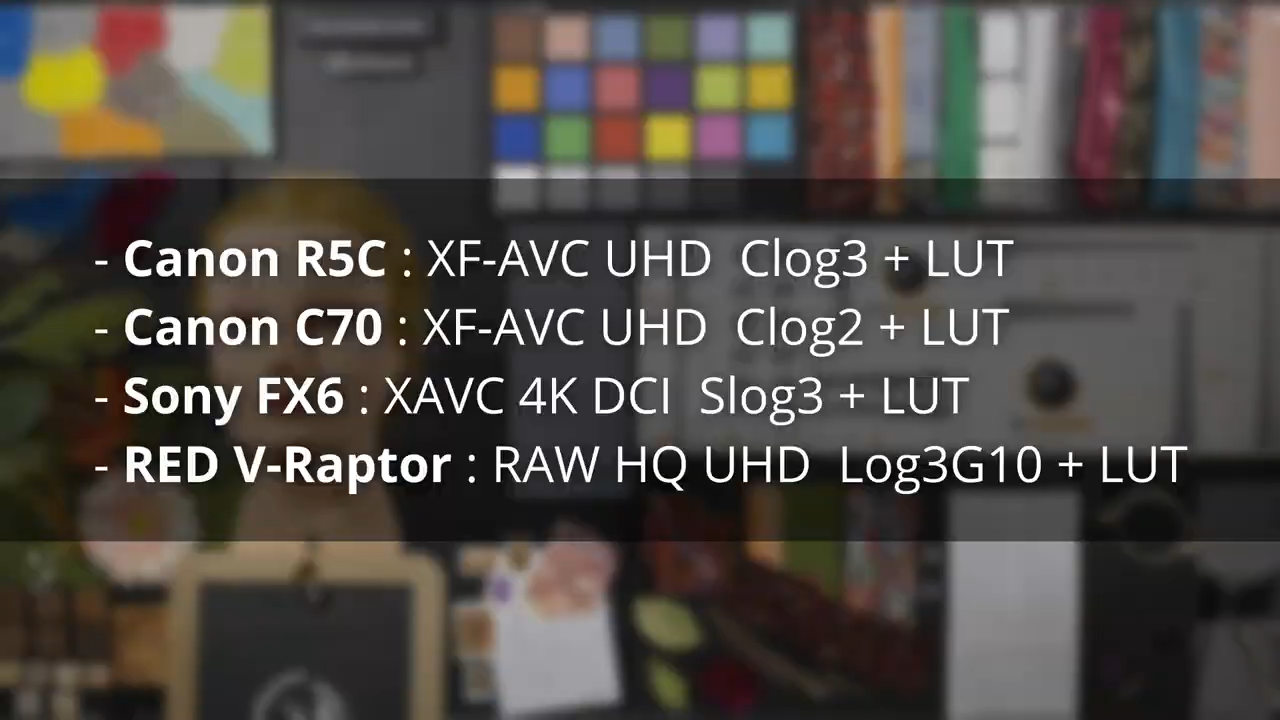 - Canon R5C : XF-AVC UHD  Clog3 + LUT
- Canon C70 : XF-AVC UHD  Clog2 + LUT
- Sony FX6 : XAVC 4K DCI  Slog3 + LUT
- RED V-Raptor : RAW HQ UHD  Log3G10 + LUT